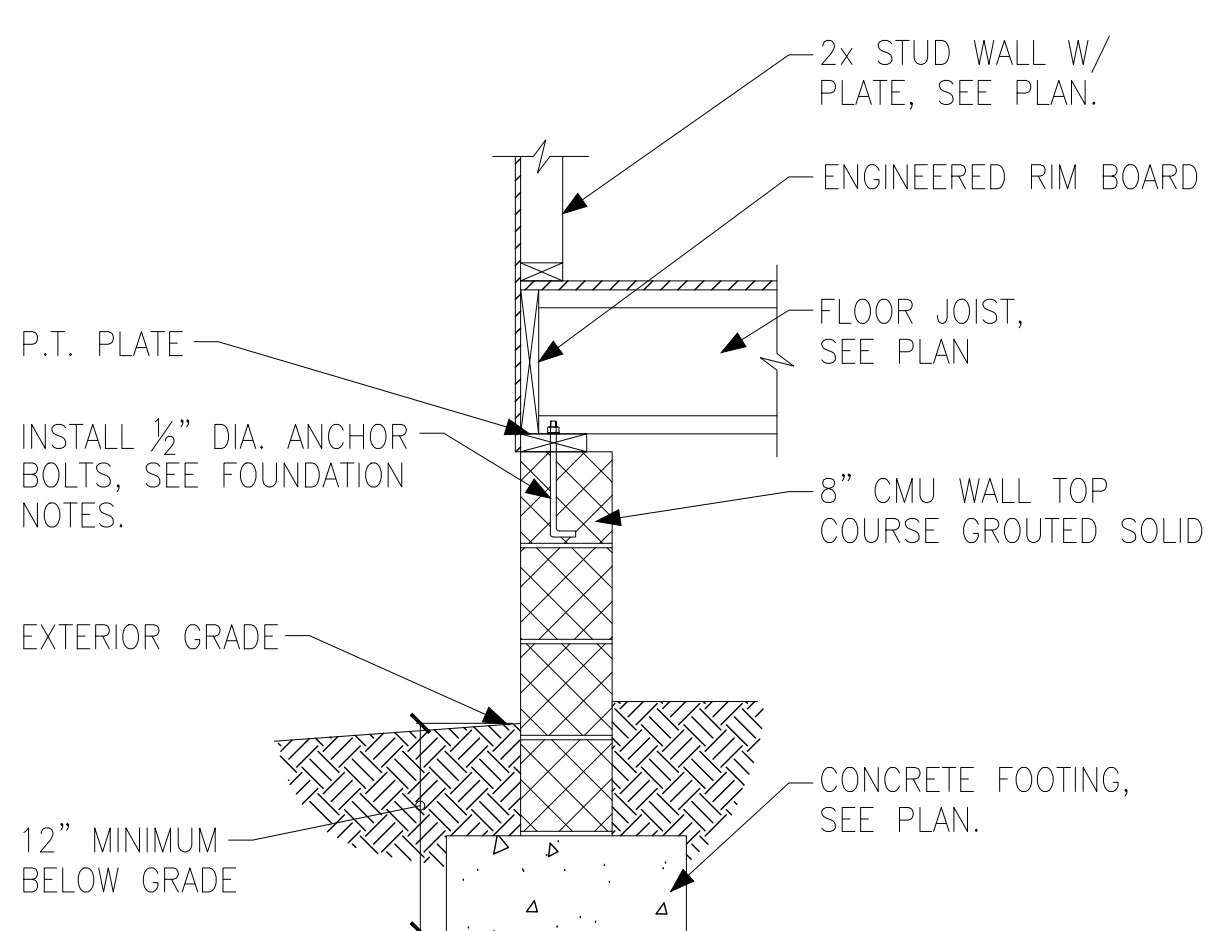 2x STUD WALL W/
PLATE, SEE PLAN.
ENGINEERED RIM BOARD
FLOOR JOIST,
SEE PLAN
P.T. PLATE
INSTALL ½” DIA. ANCHOR
BOLTS, SEE FOUNDATION
NOTES.
8” CMU WALL TOP
COURSE GROUTED SOLID
EXTERIOR GRADE
CONCRETE FOOTING,
SEE PLAN.
12” MINIMUM
BELOW GRADE